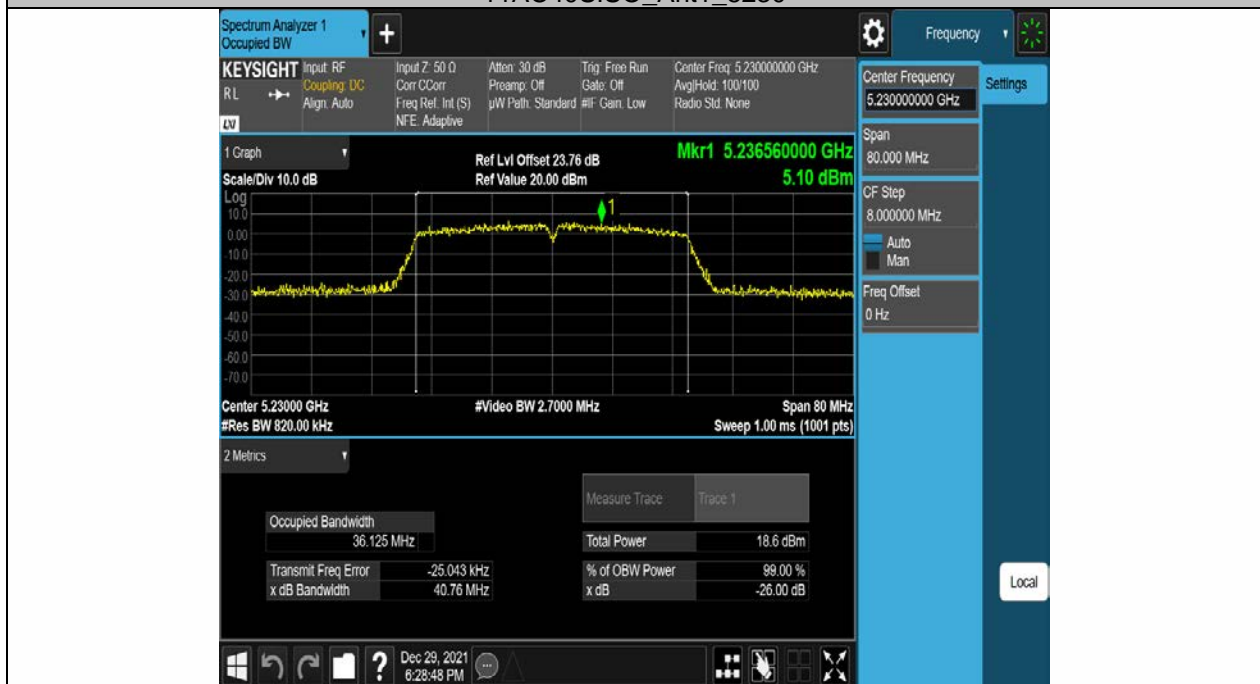 Spectrum Analyzer 1
Occupied BW
+
Frequency
KEYSIGHT
RL
LXI
Input: RF
Coupling: DC
Align: Auto
Input Z: 50 Ω
Corr CCorr
Freq Ref: Int (S)
NFE: Adaptive
Atten: 30 dB
Preamp: Off
µW Path: Standard
Trig: Free Run
Gate: Off
#IF Gain: Low
Center Freq: 5.230000000 GHz
Avg|Hold: 100/100
Radio Std: None
Center Frequency
5.230000000 GHz
Settings
Span
80.000 MHz
CF Step
8.000000 MHz
Auto
Man
Freq Offset
0 Hz
Local
1 Graph
Scale/Div 10.0 dB
Ref Lvl Offset 23.76 dB
Ref Value 20.00 dBm
Mkr1 5.236560000 GHz
5.10 dBm
Log
1
10.0
0.00
-10.0
-20.0
-30.0
-40.0
-50.0
-60.0
-70.0
Center 5.23000 GHz
#Res BW 820.00 kHz
#Video BW 2.7000 MHz
Span 80 MHz
Sweep 1.00 ms (1001 pts)
2 Metrics
Measure Trace Trace 1
Occupied Bandwidth
36.125 MHz
Total Power 18.6 dBm
Transmit Freq Error -25.043 kHz
% of OBW Power 99.00 %
x dB Bandwidth 40.76 MHz
x dB -26.00 dB
?
Dec 29, 2021
6:28:48 PM